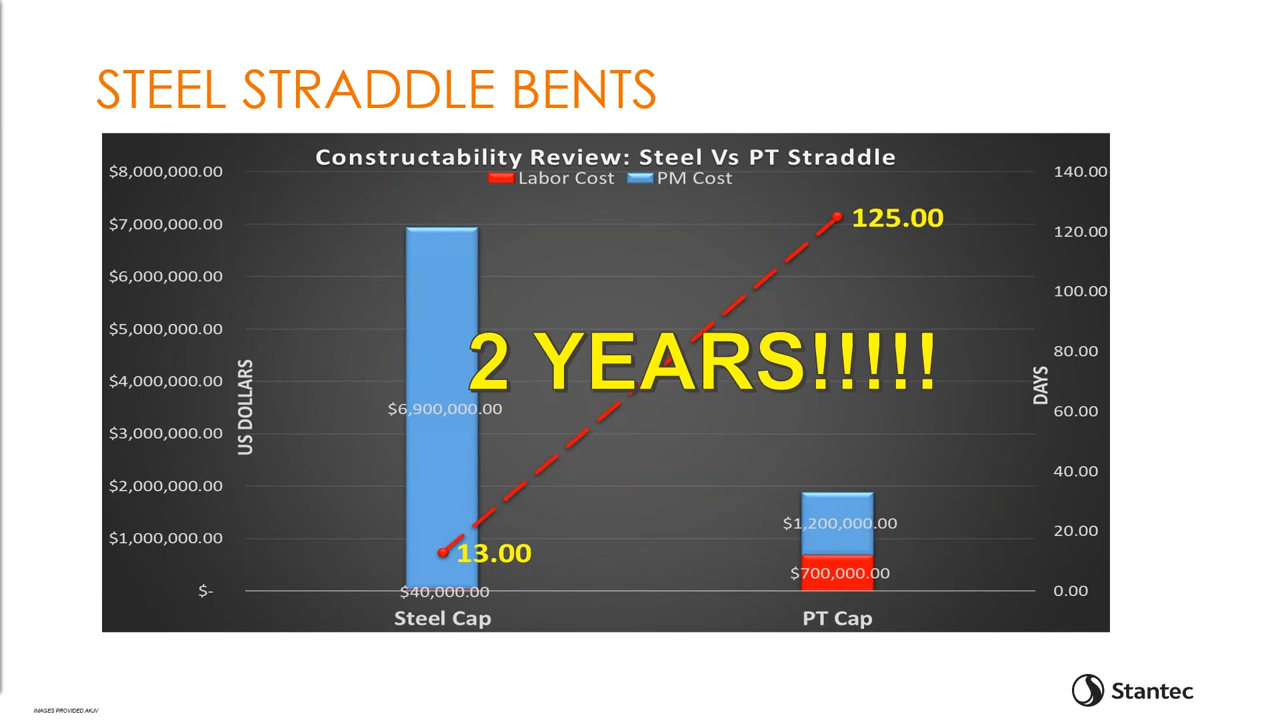 STEEL STRADDLE BENTS
Constructability Review: Steel Vs PT Straddle
Labor Cost PM Cost
$8,000,000.00
$7,000,000.00
$6,000,000.00
$5,000,000.00
$4,000,000.00
$3,000,000.00
$2,000,000.00
$1,000,000.00
$-
US DOLLARS
$6,900,000.00
$40,000.00
13.00
2 YEARS!!!!!
125.00
$1,200,000.00
$700,000.00
Steel Cap
PT Cap
140.00
120.00
100.00
80.00
60.00
40.00
20.00
0.00
DAYS
IMAGES PROVIDED AKJV
Stantec